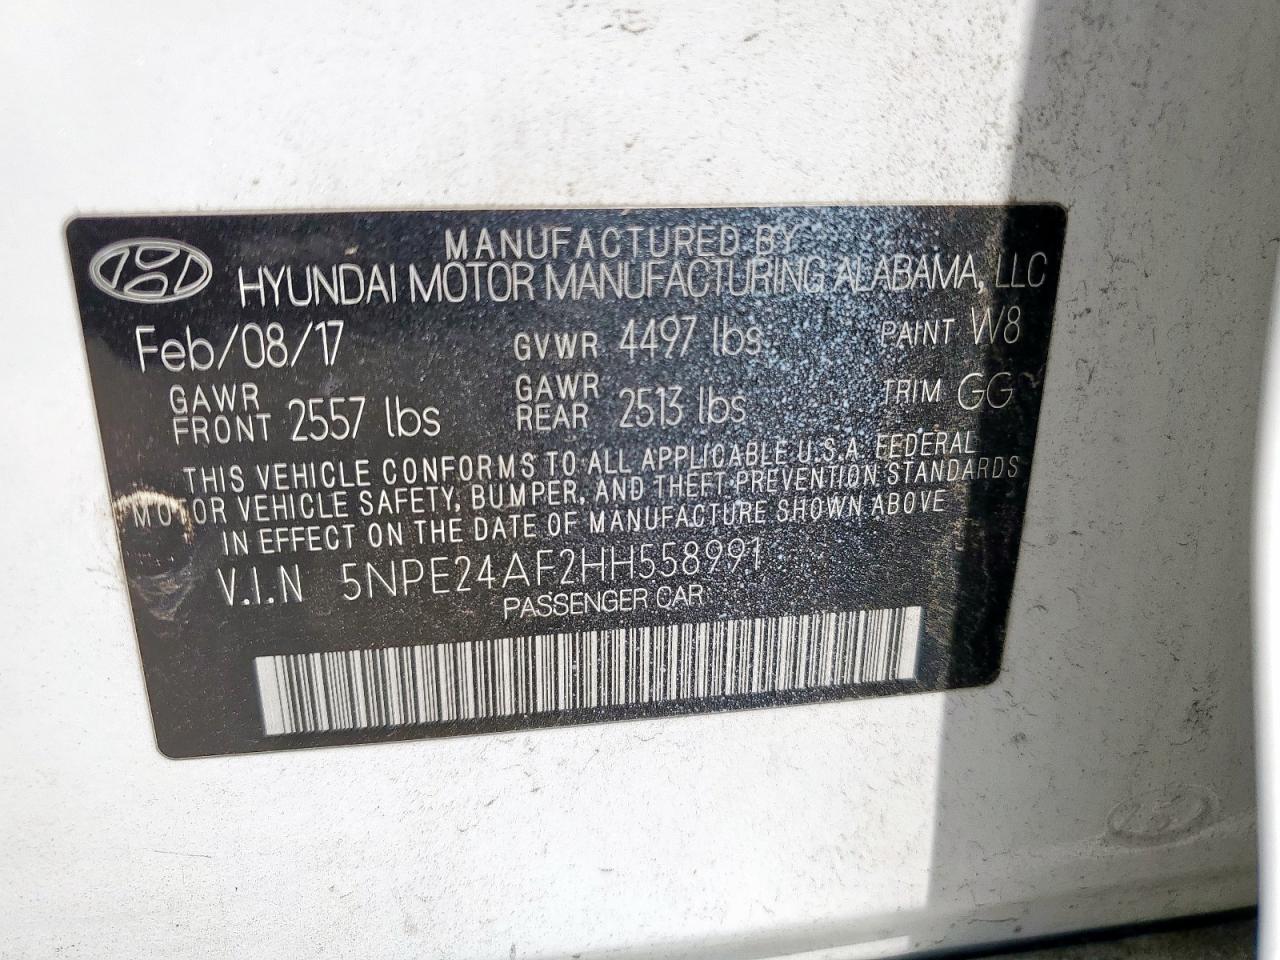 MANUFACTURED BY
HYUNDAI MOTOR MANUFACTURING ALABAMA, LLC
Feb/08/17 GVWR 4497 lbs PAINT W8
GAWR FRONT 2557 lbs GAWR REAR 2513 lbs TRIM GG
THIS VEHICLE CONFORMS TO ALL APPLICABLE U.S.A. FEDERAL
MOTOR VEHICLE SAFETY, BUMPER, AND THEFT PREVENTION STANDARDS
IN EFFECT ON THE DATE OF MANUFACTURE SHOWN ABOVE
V.I.N 5NPE24AF2HH558991
PASSENGER CAR